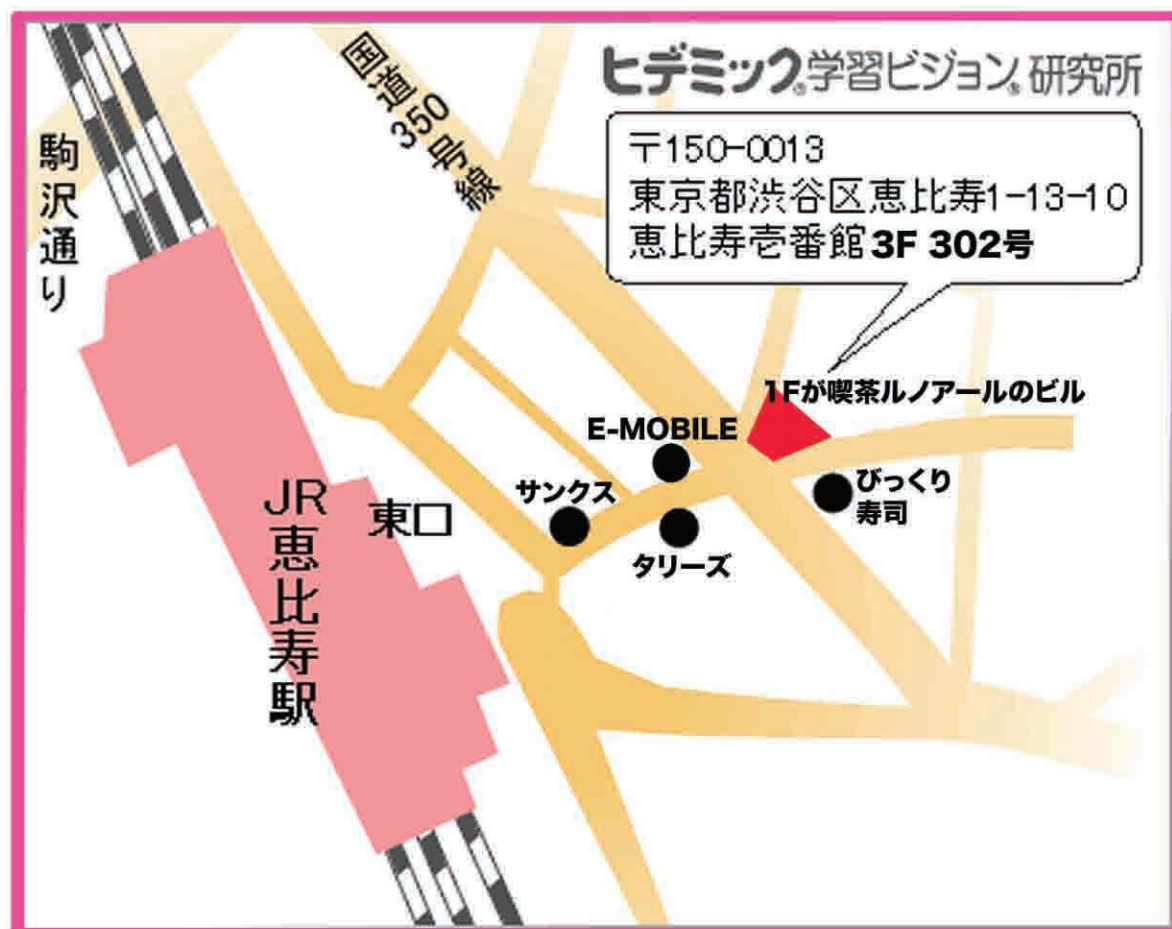 ヒデミック®学習ビジョン®研究所
〒150-0013
東京都渋谷区恵比寿1-13-10
恵比寿壱番館3F 302号
国道350号線
駒沢通り
1Fが喫茶ルノアールのビル
E-MOBILE
サンクス
びっくり
寿司
タリーズ
東口
JR恵比寿駅